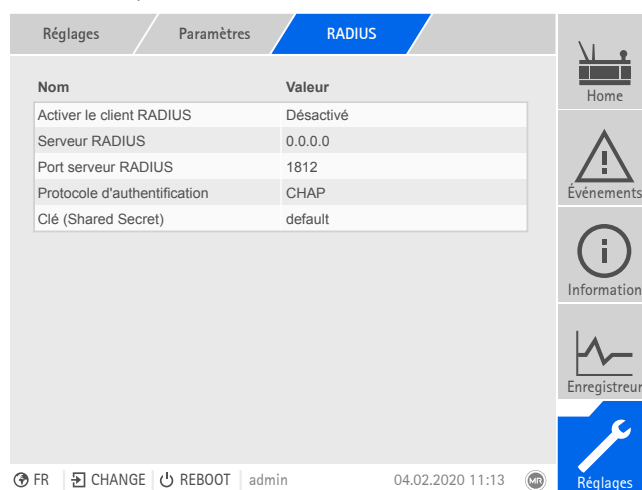 Réglages Paramètres RADIUS
Nom Valeur
Activer le client RADIUS Désactivé
Serveur RADIUS 0.0.0.0
Port serveur RADIUS 1812
Protocole d'authentification CHAP
Clé (Shared Secret) default
Home
Événements
Information
Enregistreur
Réglages
FR CHANGE REBOOT admin 04.02.2020 11:13 MR